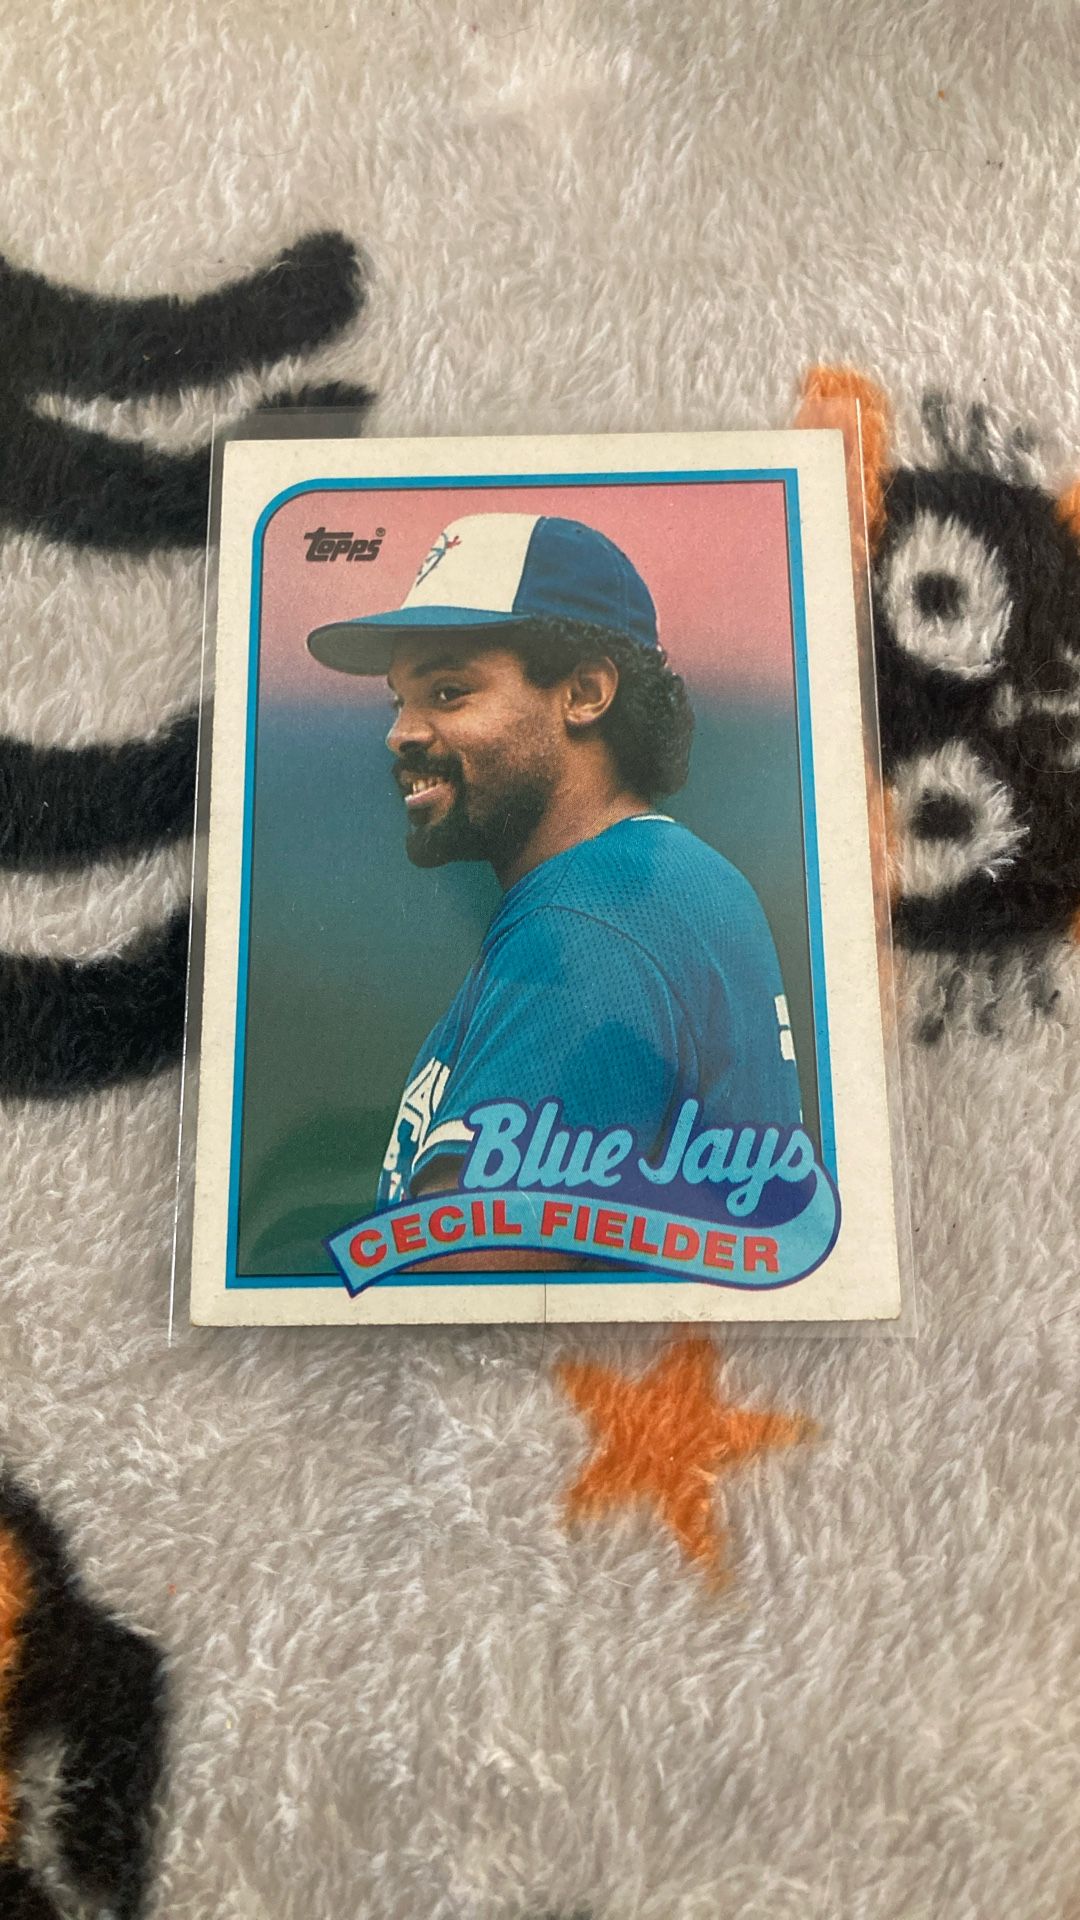 Topps®
Blue Jays
CECIL FIELDER